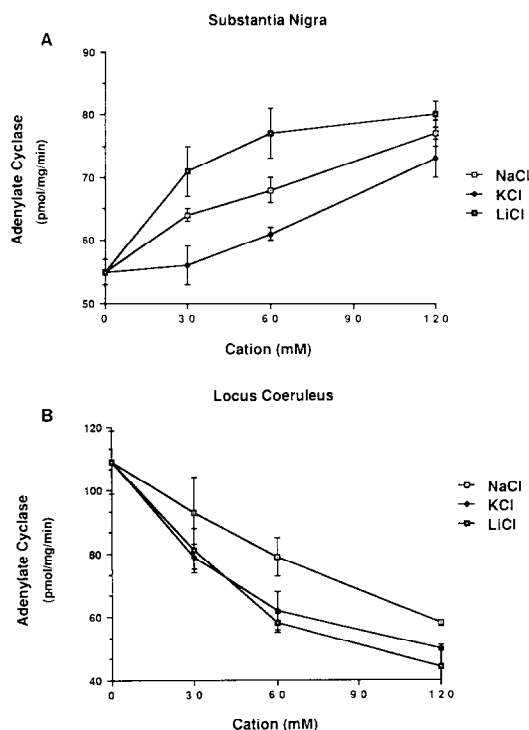 Substantia Nigra
A
Adenylate Cyclase
(pmol/mg/min)
90
80
70
60
50
0 30 60 90 120
Cation (mM)
NaCl
KCl
LiCl
Locus Coeruleus
B
Adenylate Cyclase
(pmol/mg/min)
120
100
80
60
40
0 30 60 90 120
Cation (mM)
NaCl
KCl
LiCl